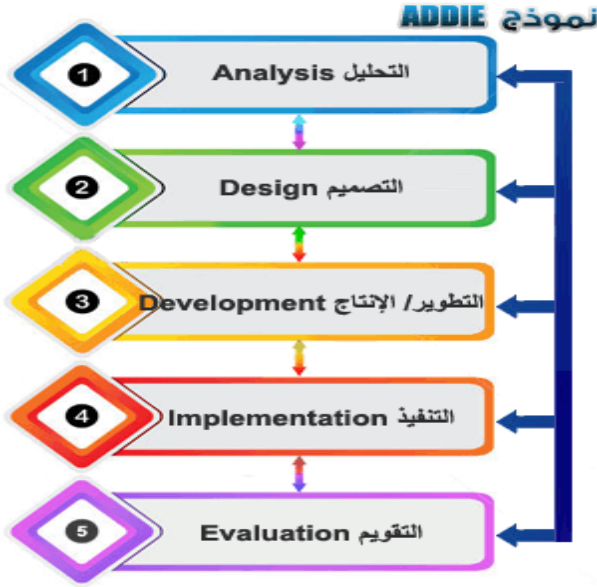 نموذج ADDIE
1
التحليل Analysis
2
التصميم Design
3
التطوير/ الإنتاج Development
4
التنفيذ Implementation
5
التقويم Evaluation